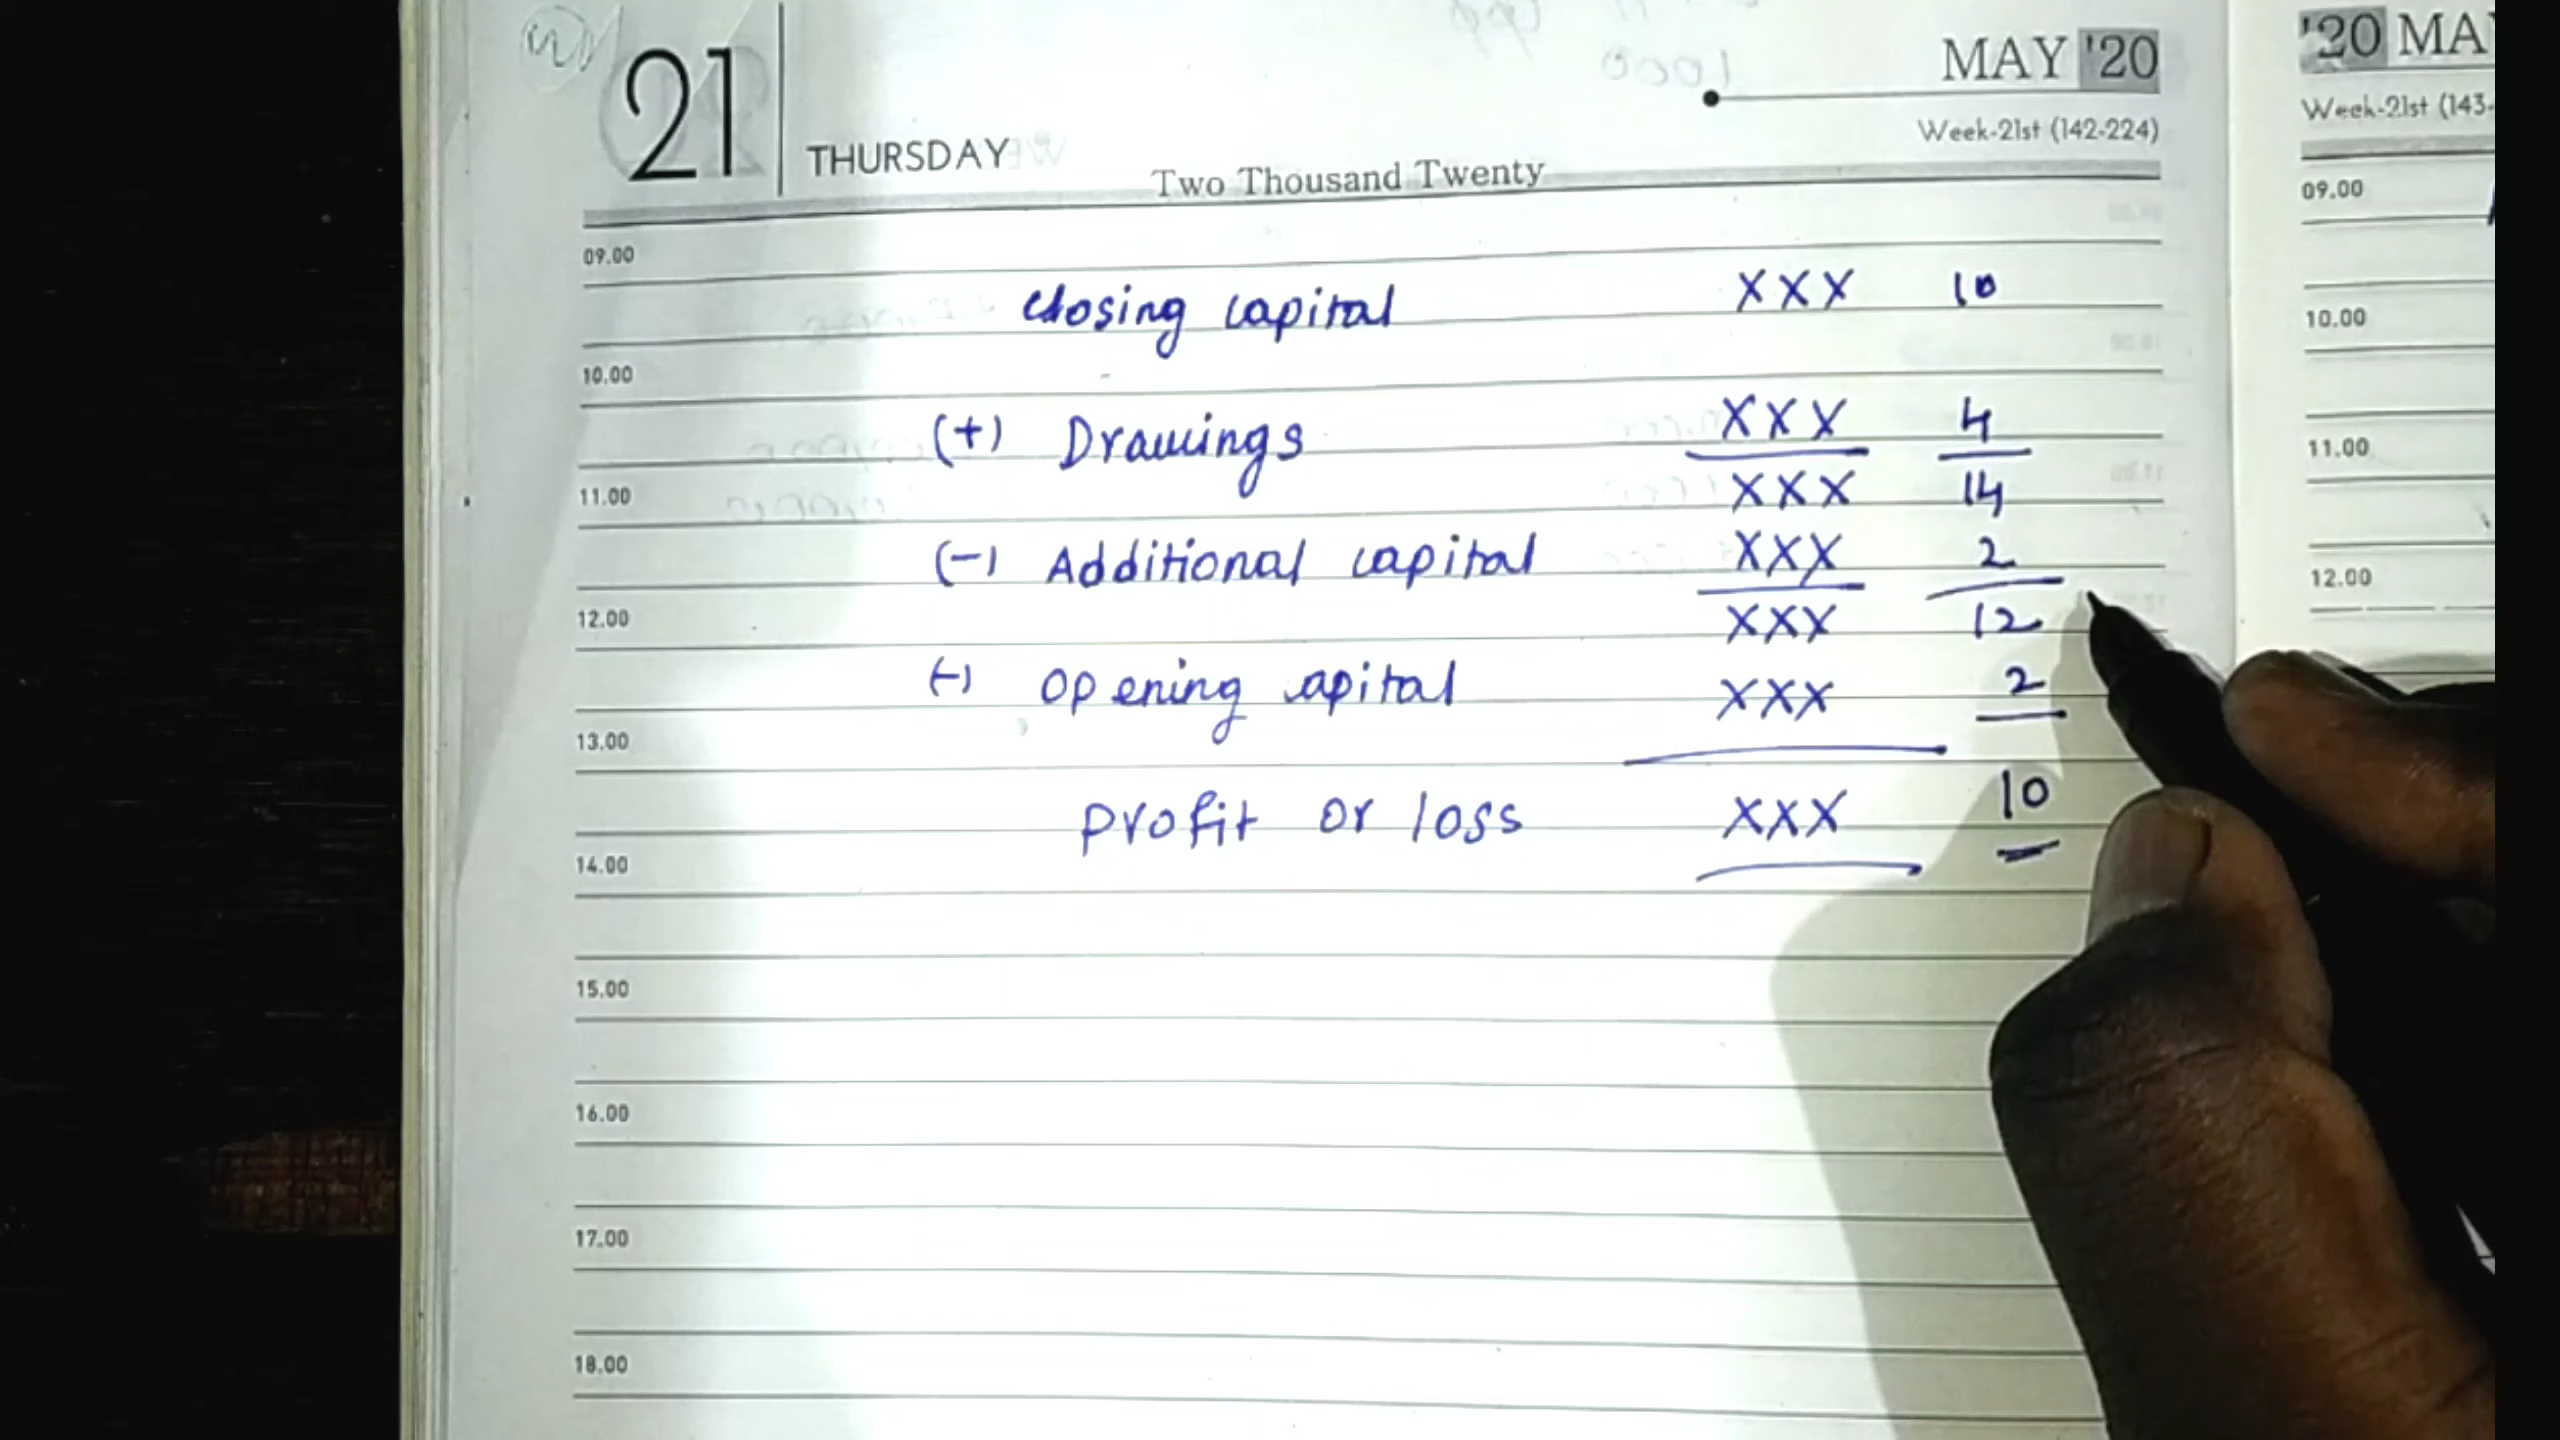 21 THURSDAY
MAY '20
Week-21st (142-224)
Two Thousand Twenty
09.00
closing capital XXX 10
10.00
(+) Drawings XXX 4
11.00 XXX 14
(-) Additional capital XXX 2
12.00 XXX 12
(-) opening capital XXX 2
13.00
profit or loss XXX 10
14.00
15.00
16.00
17.00
18.00
'20 MA
Week-21st (143-
09.00
10.00
11.00
12.00